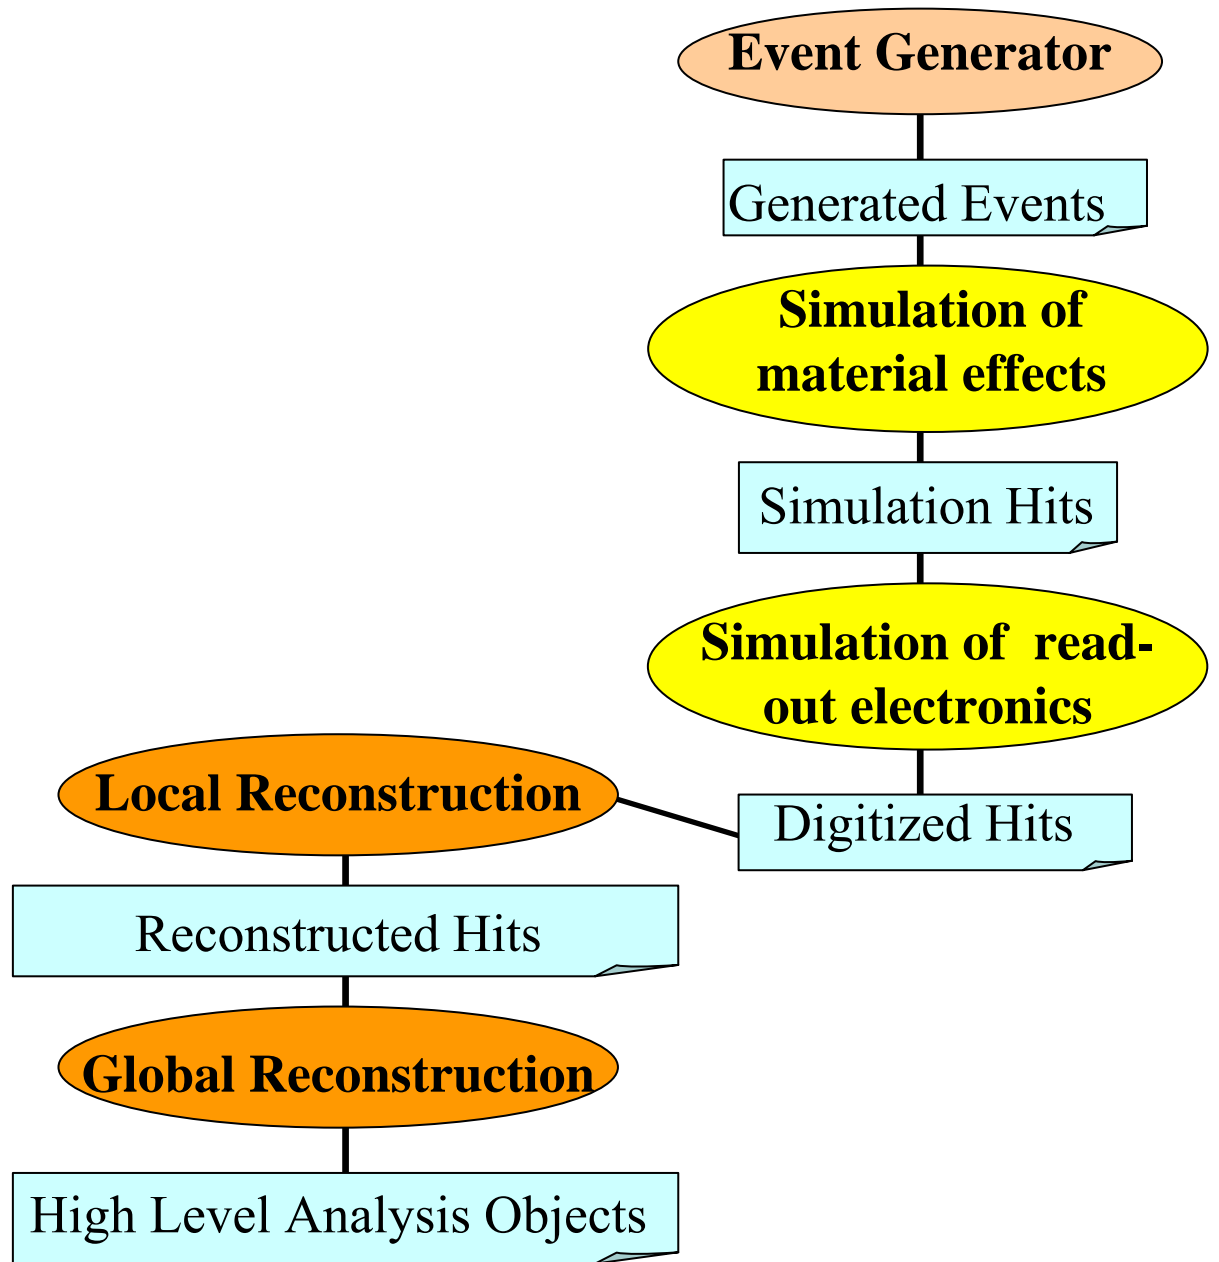 Event Generator
Generated Events
Simulation of
material effects
Simulation Hits
Simulation of  read-
out electronics
Digitized Hits
Local Reconstruction
Reconstructed Hits
Global Reconstruction
High Level Analysis Objects